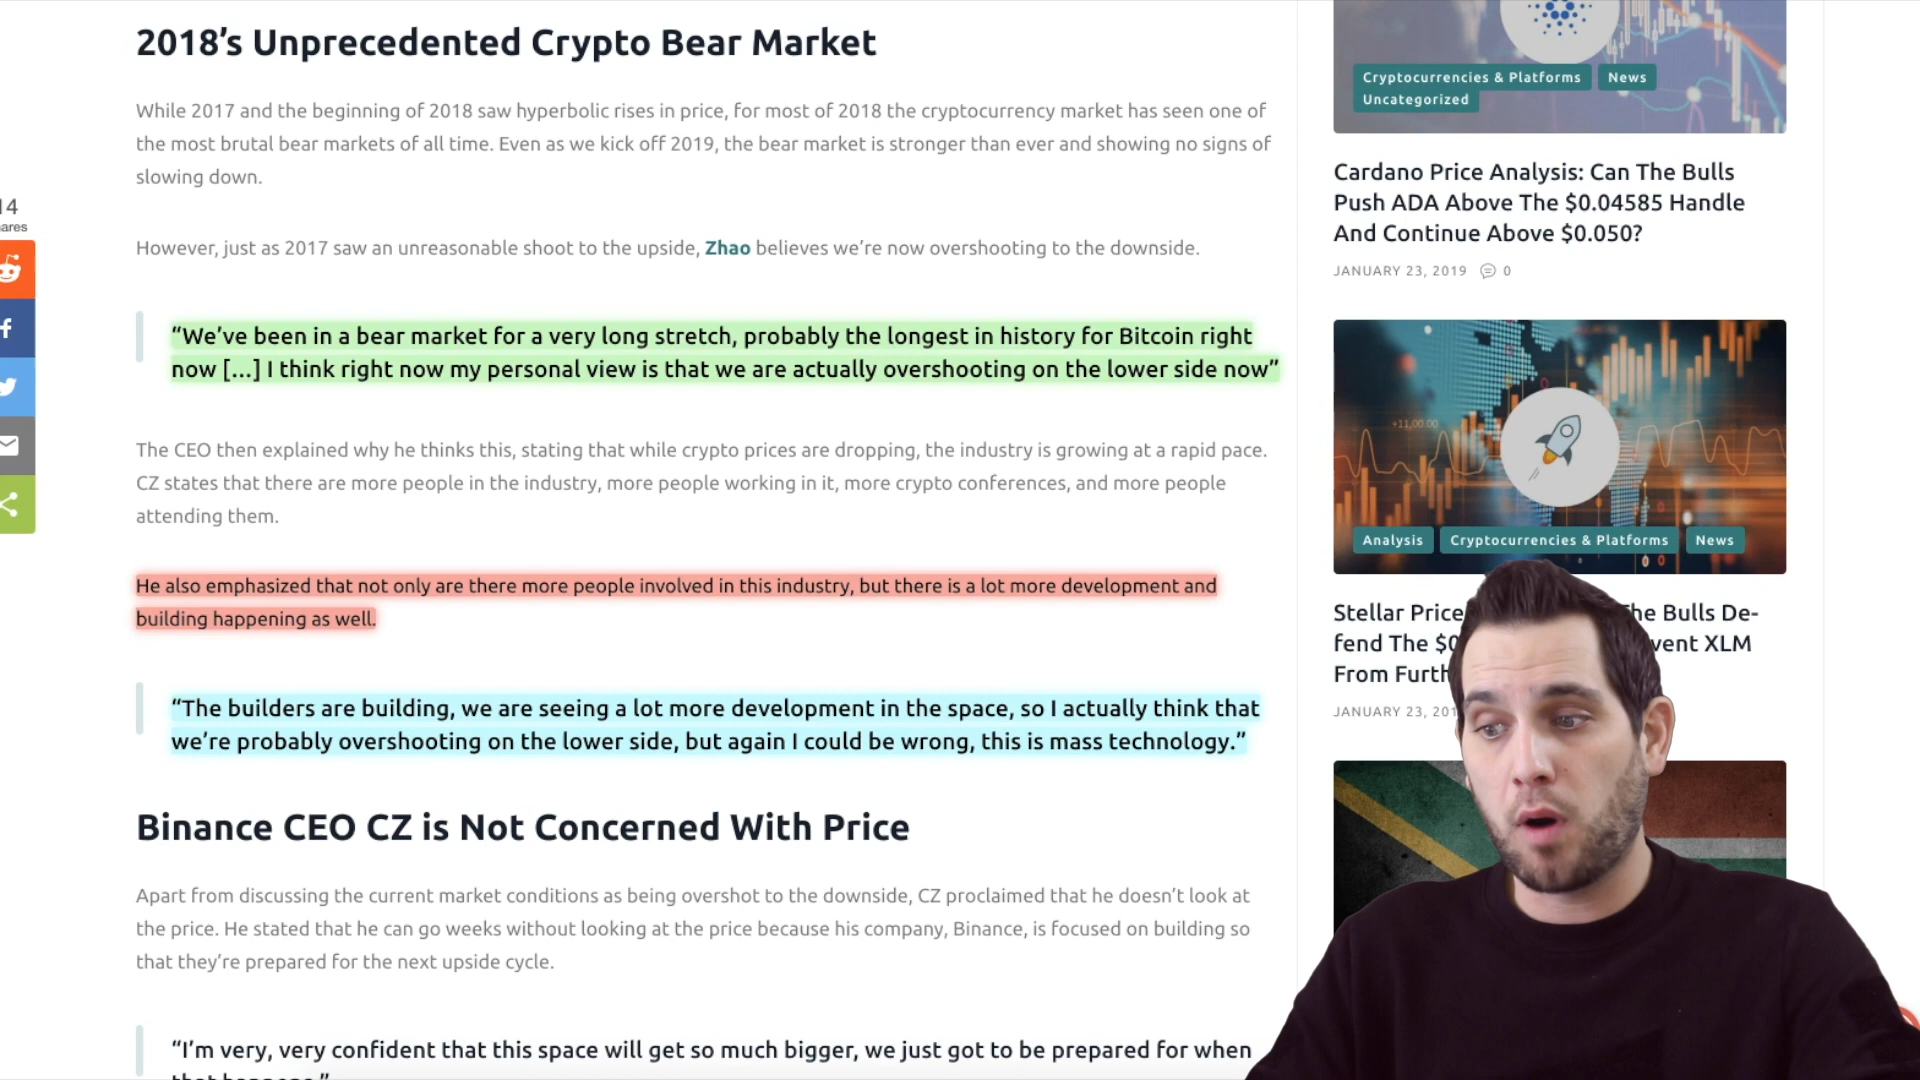 2018’s Unprecedented Crypto Bear Market
While 2017 and the beginning of 2018 saw hyperbolic rises in price, for most of 2018 the cryptocurrency market has seen one of
the most brutal bear markets of all time. Even as we kick off 2019, the bear market is stronger than ever and showing no signs of
slowing down.
However, just as 2017 saw an unreasonable shoot to the upside, Zhao believes we’re now overshooting to the downside.
“We’ve been in a bear market for a very long stretch, probably the longest in history for Bitcoin right
now […] I think right now my personal view is that we are actually overshooting on the lower side now”
The CEO then explained why he thinks this, stating that while crypto prices are dropping, the industry is growing at a rapid pace.
CZ states that there are more people in the industry, more people working in it, more crypto conferences, and more people
attending them.
He also emphasized that not only are there more people involved in this industry, but there is a lot more development and
building happening as well.
“The builders are building, we are seeing a lot more development in the space, so I actually think that
we’re probably overshooting on the lower side, but again I could be wrong, this is mass technology.”
Binance CEO CZ is Not Concerned With Price
Apart from discussing the current market conditions as being overshot to the downside, CZ proclaimed that he doesn’t look at
the price. He stated that he can go weeks without looking at the price because his company, Binance, is focused on building so
that they’re prepared for the next upside cycle.
“I’m very, very confident that this space will get so much bigger, we just got to be prepared for when
14
ares
Cryptocurrencies & Platforms
News
Uncategorized
Cardano Price Analysis: Can The Bulls
Push ADA Above The $0.04585 Handle
And Continue Above $0.050?
JANUARY 23, 2019 0
+11,00.00
Analysis
Cryptocurrencies & Platforms
News
Stellar Price The Bulls De-
fend The $0 vent XLM
From Furth
JANUARY 23, 201